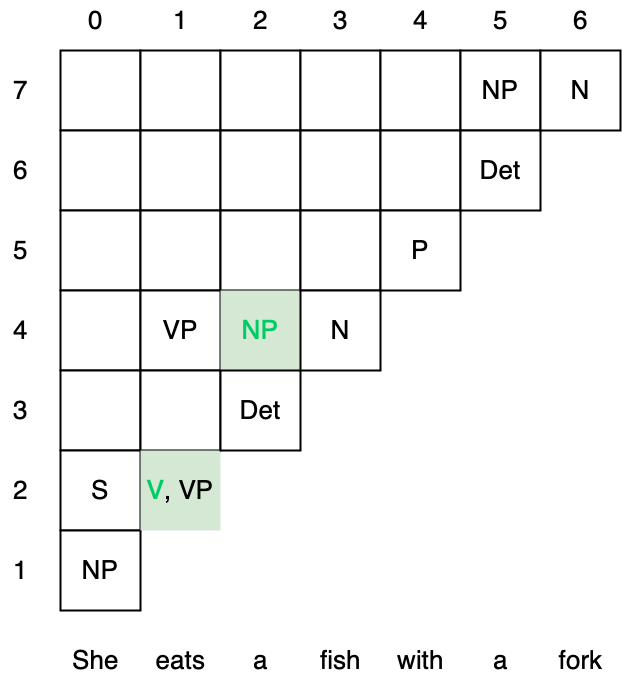 0 1 2 3 4 5 6
7 NP N
6 Det
5 P
4 VP NP N
3 Det
2 S V, VP
1 NP
She eats a fish with a fork